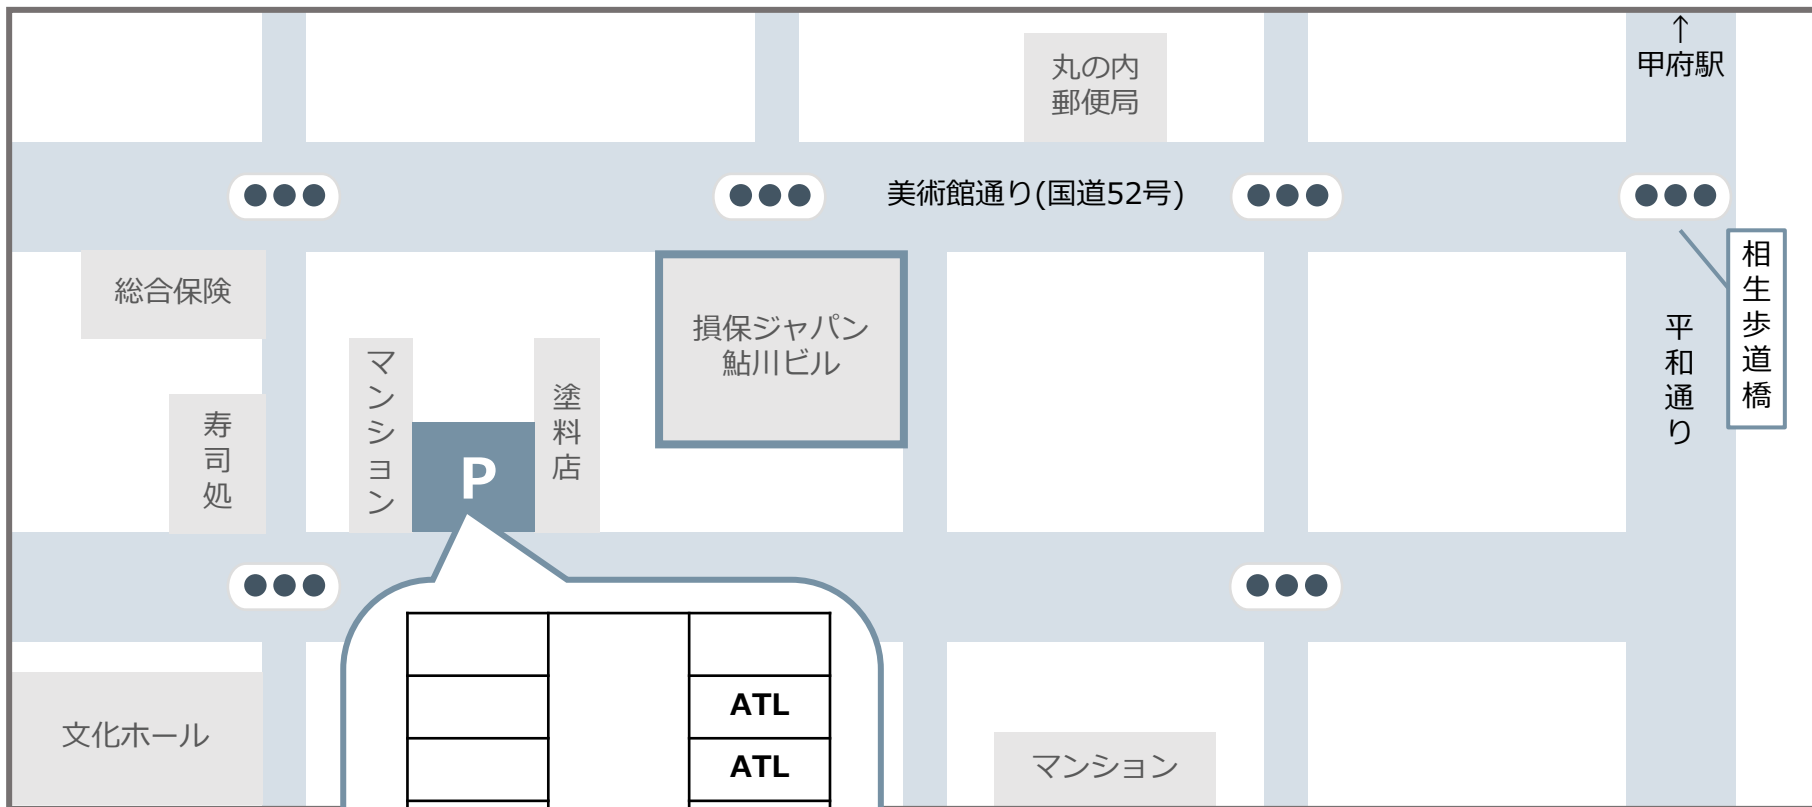 ↑
甲府駅
丸の内
郵便局
美術館通り(国道52号)
相生歩道橋
総合保険
損保ジャパン
鮎川ビル
平和通り
マンション
塗料店
寿司処
P
ATL
文化ホール
ATL
マンション